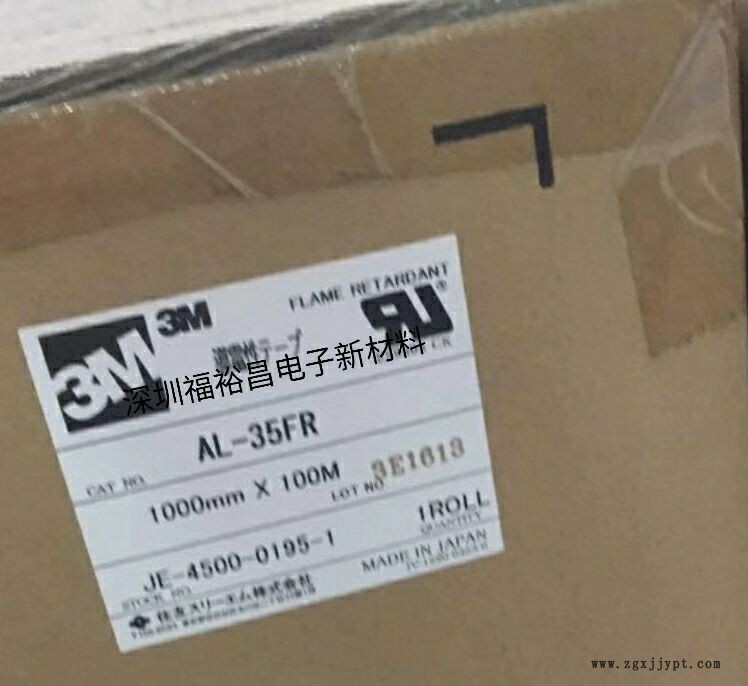 3M
3M
FLAME RETARDANT
導電性テープ
深圳福裕昌电子新材料
AL-35FR
CAT NO.
1000mm X 100M
LOT NO
3E1613
JE-4500-0195-1
STOCK NO.
1ROLL
QUANTITY
MADE IN JAPAN
住友スリーエム株式会社
www.zgxjjypt.com